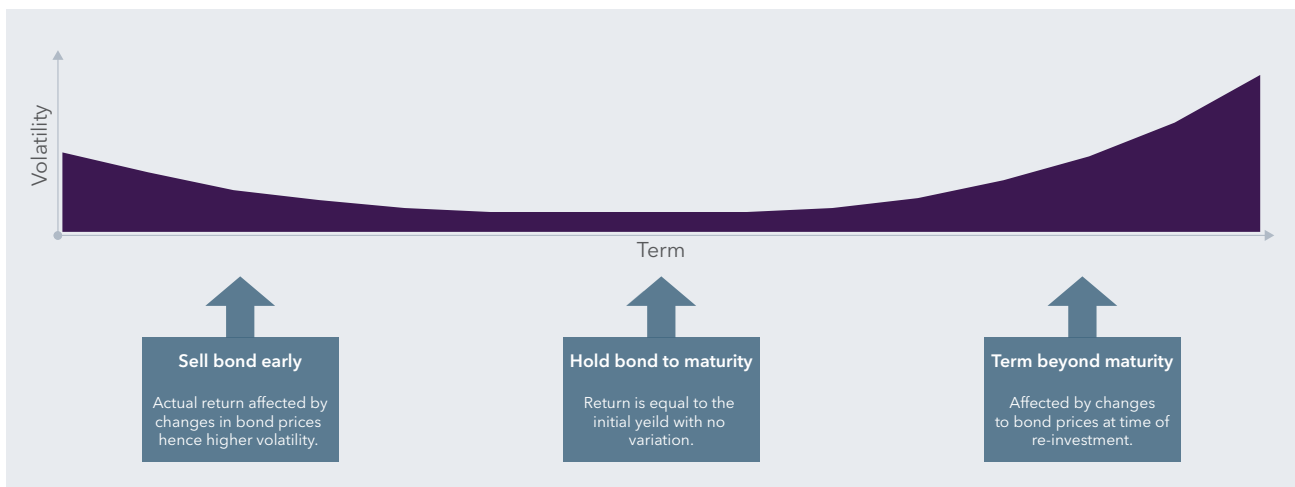 Volatility
Term
Sell bond early
Actual return affected by
changes in bond prices
hence higher volatility.
Hold bond to maturity
Return is equal to the
initial yeild with no
variation.
Term beyond maturity
Affected by changes
to bond prices at time of
re-investment.